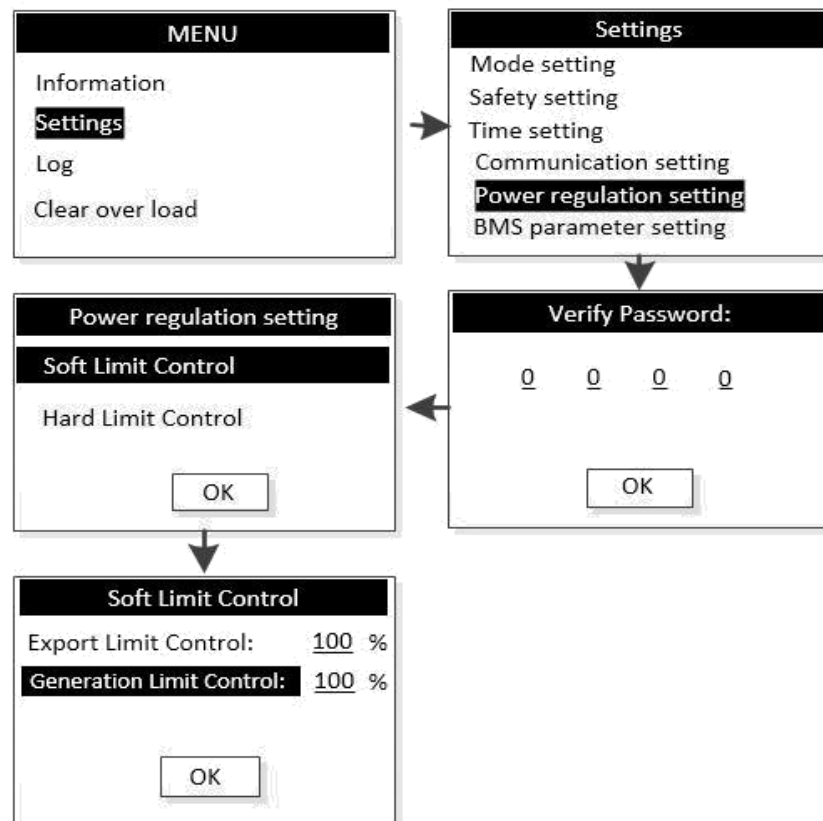 MENU
Information
Settings
Log
Clear over load
Settings
Mode setting
Safety setting
Time setting
Communication setting
Power regulation setting
BMS parameter setting
Verify Password:
0 0 0 0
OK
Power regulation setting
Soft Limit Control
Hard Limit Control
OK
Soft Limit Control
Export Limit Control: 100 %
Generation Limit Control: 100 %
OK